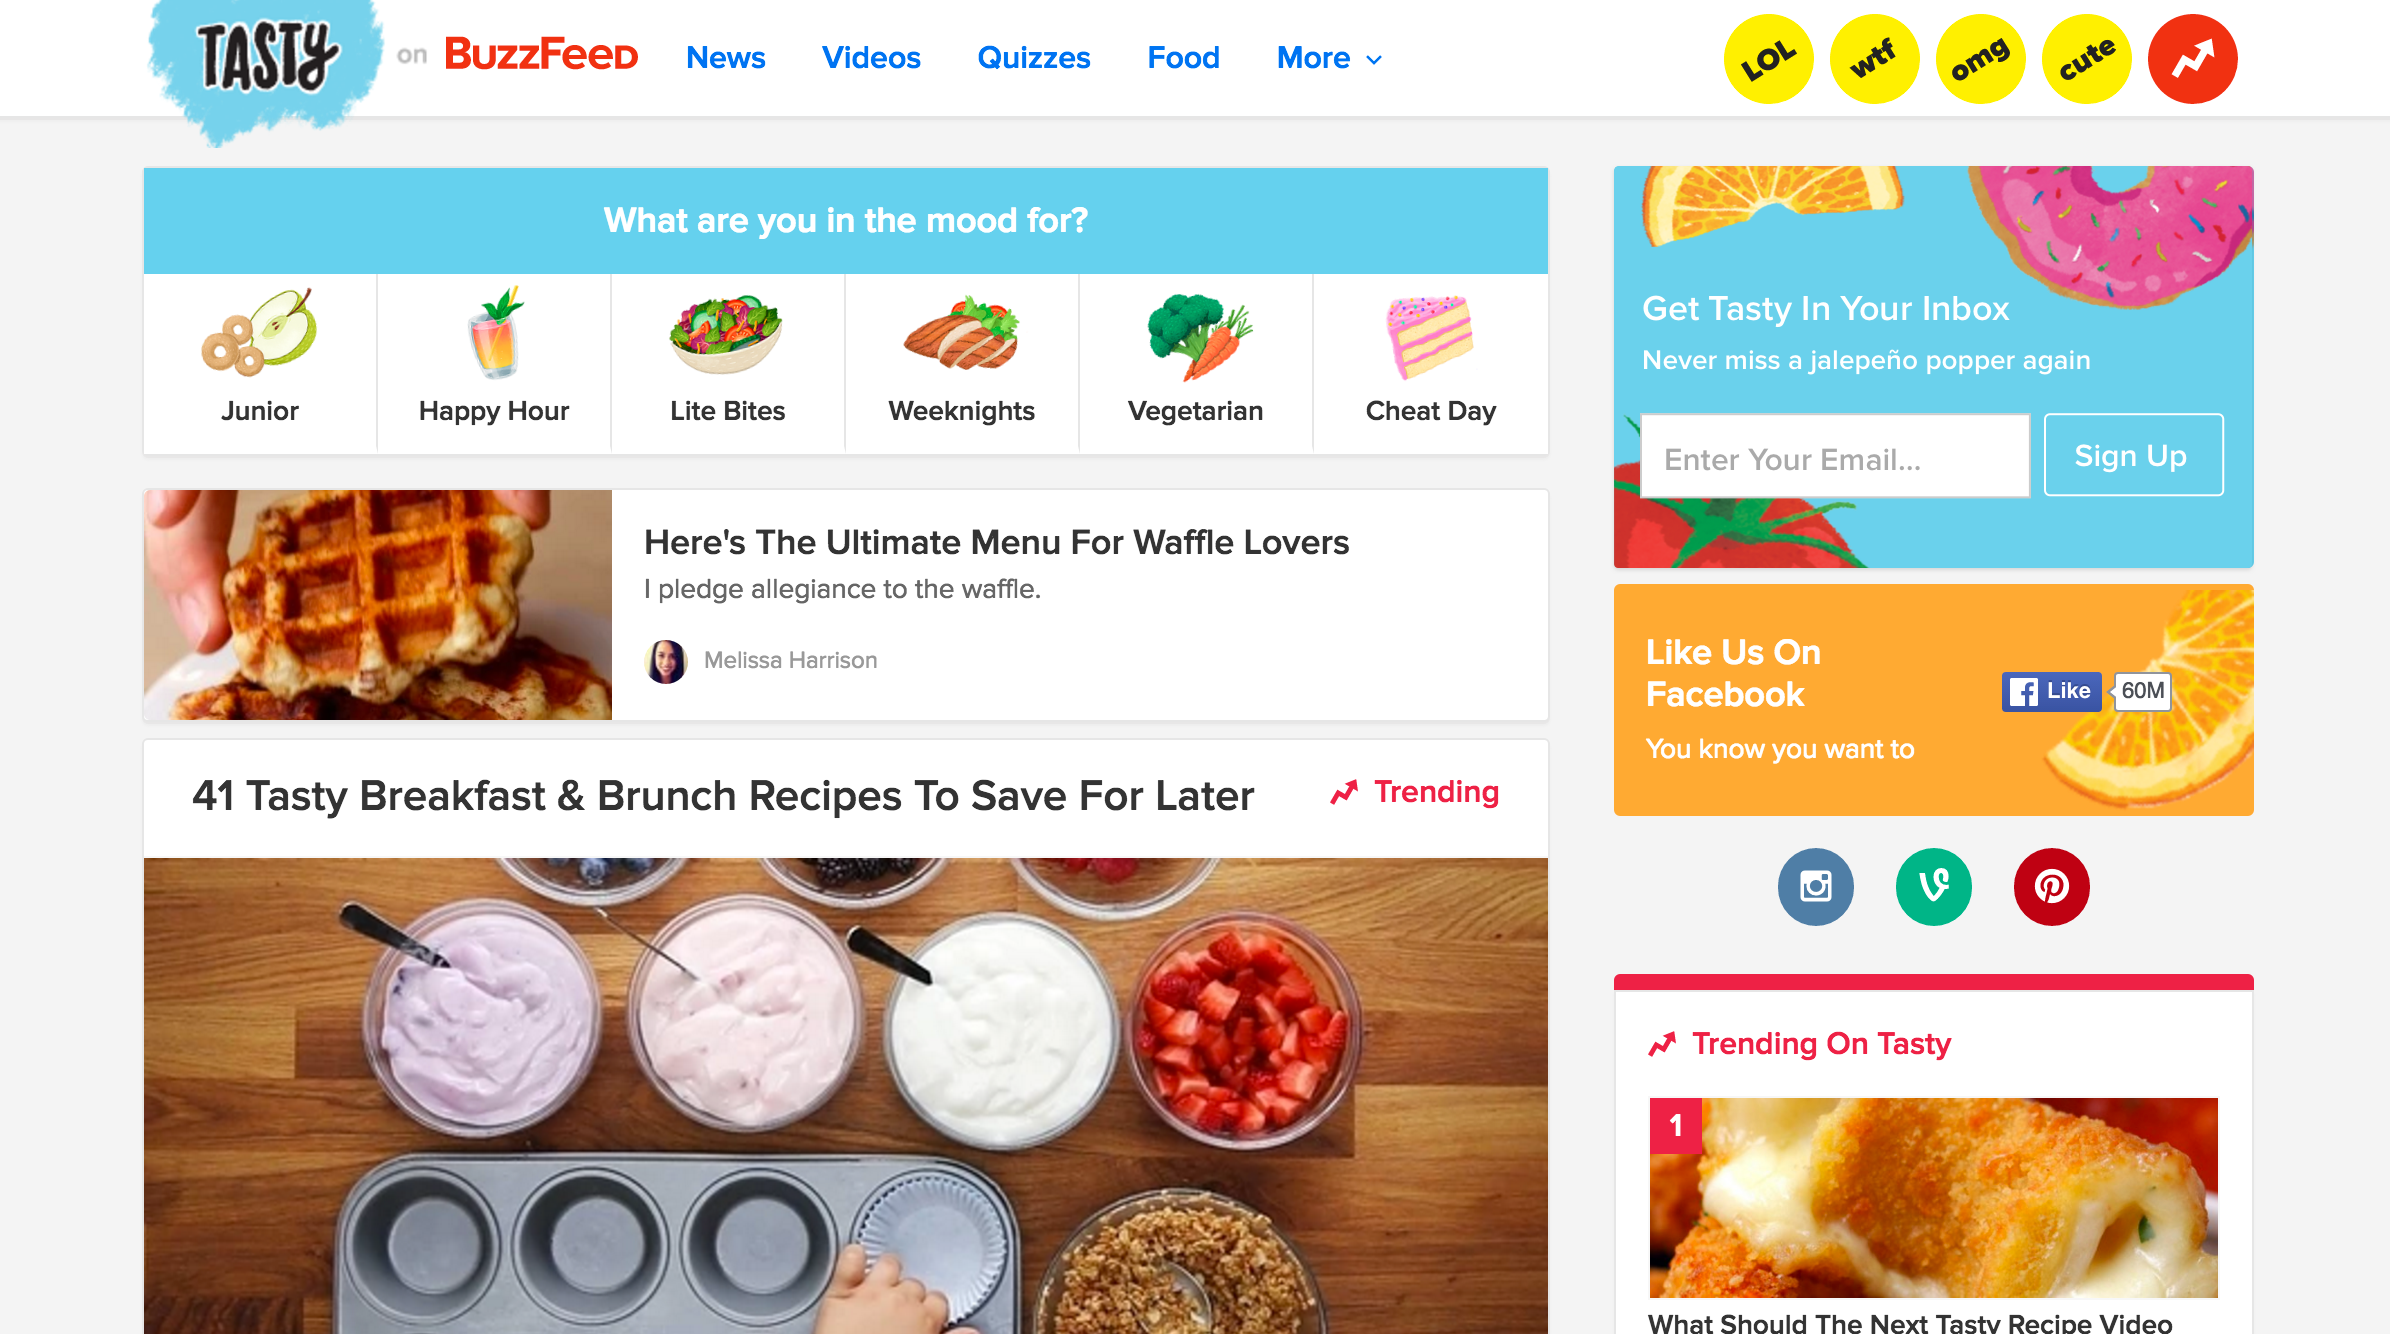 TASTY
on
BuzzFeeD
News
Videos
Quizzes
Food
More
LOL
wtf
omg
cute
What are you in the mood for?
Junior
Happy Hour
Lite Bites
Weeknights
Vegetarian
Cheat Day
Here's The Ultimate Menu For Waffle Lovers
I pledge allegiance to the waffle.
Melissa Harrison
41 Tasty Breakfast & Brunch Recipes To Save For Later
Trending
Get Tasty In Your Inbox
Never miss a jalepeño popper again
Enter Your Email...
Sign Up
Like Us On
Facebook
Like
60M
You know you want to
Trending On Tasty
1
What Should The Next Tasty Recipe Video